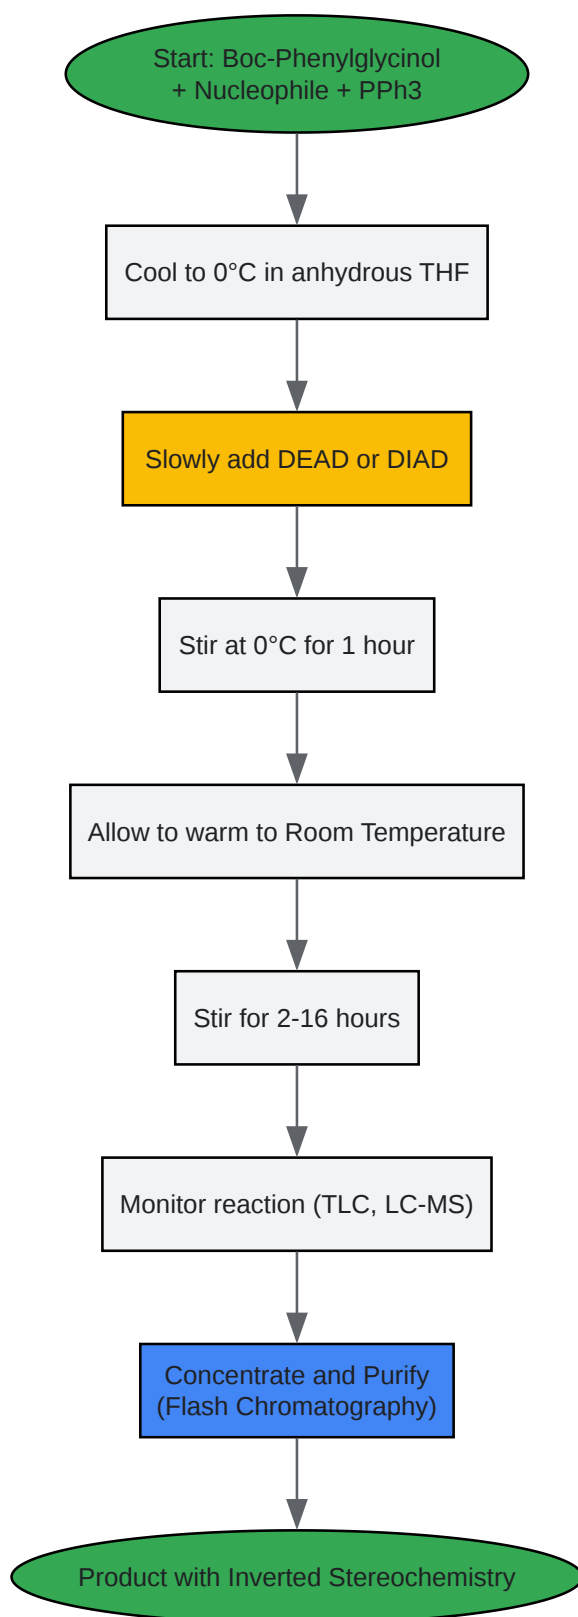 Start: Boc-Phenylglycinol
+ Nucleophile + PPh3
Cool to 0°C in anhydrous THF
Slowly add DEAD or DIAD
Stir at 0°C for 1 hour
Allow to warm to Room Temperature
Stir for 2-16 hours
Monitor reaction (TLC, LC-MS)
Concentrate and Purify
(Flash Chromatography)
Product with Inverted Stereochemistry